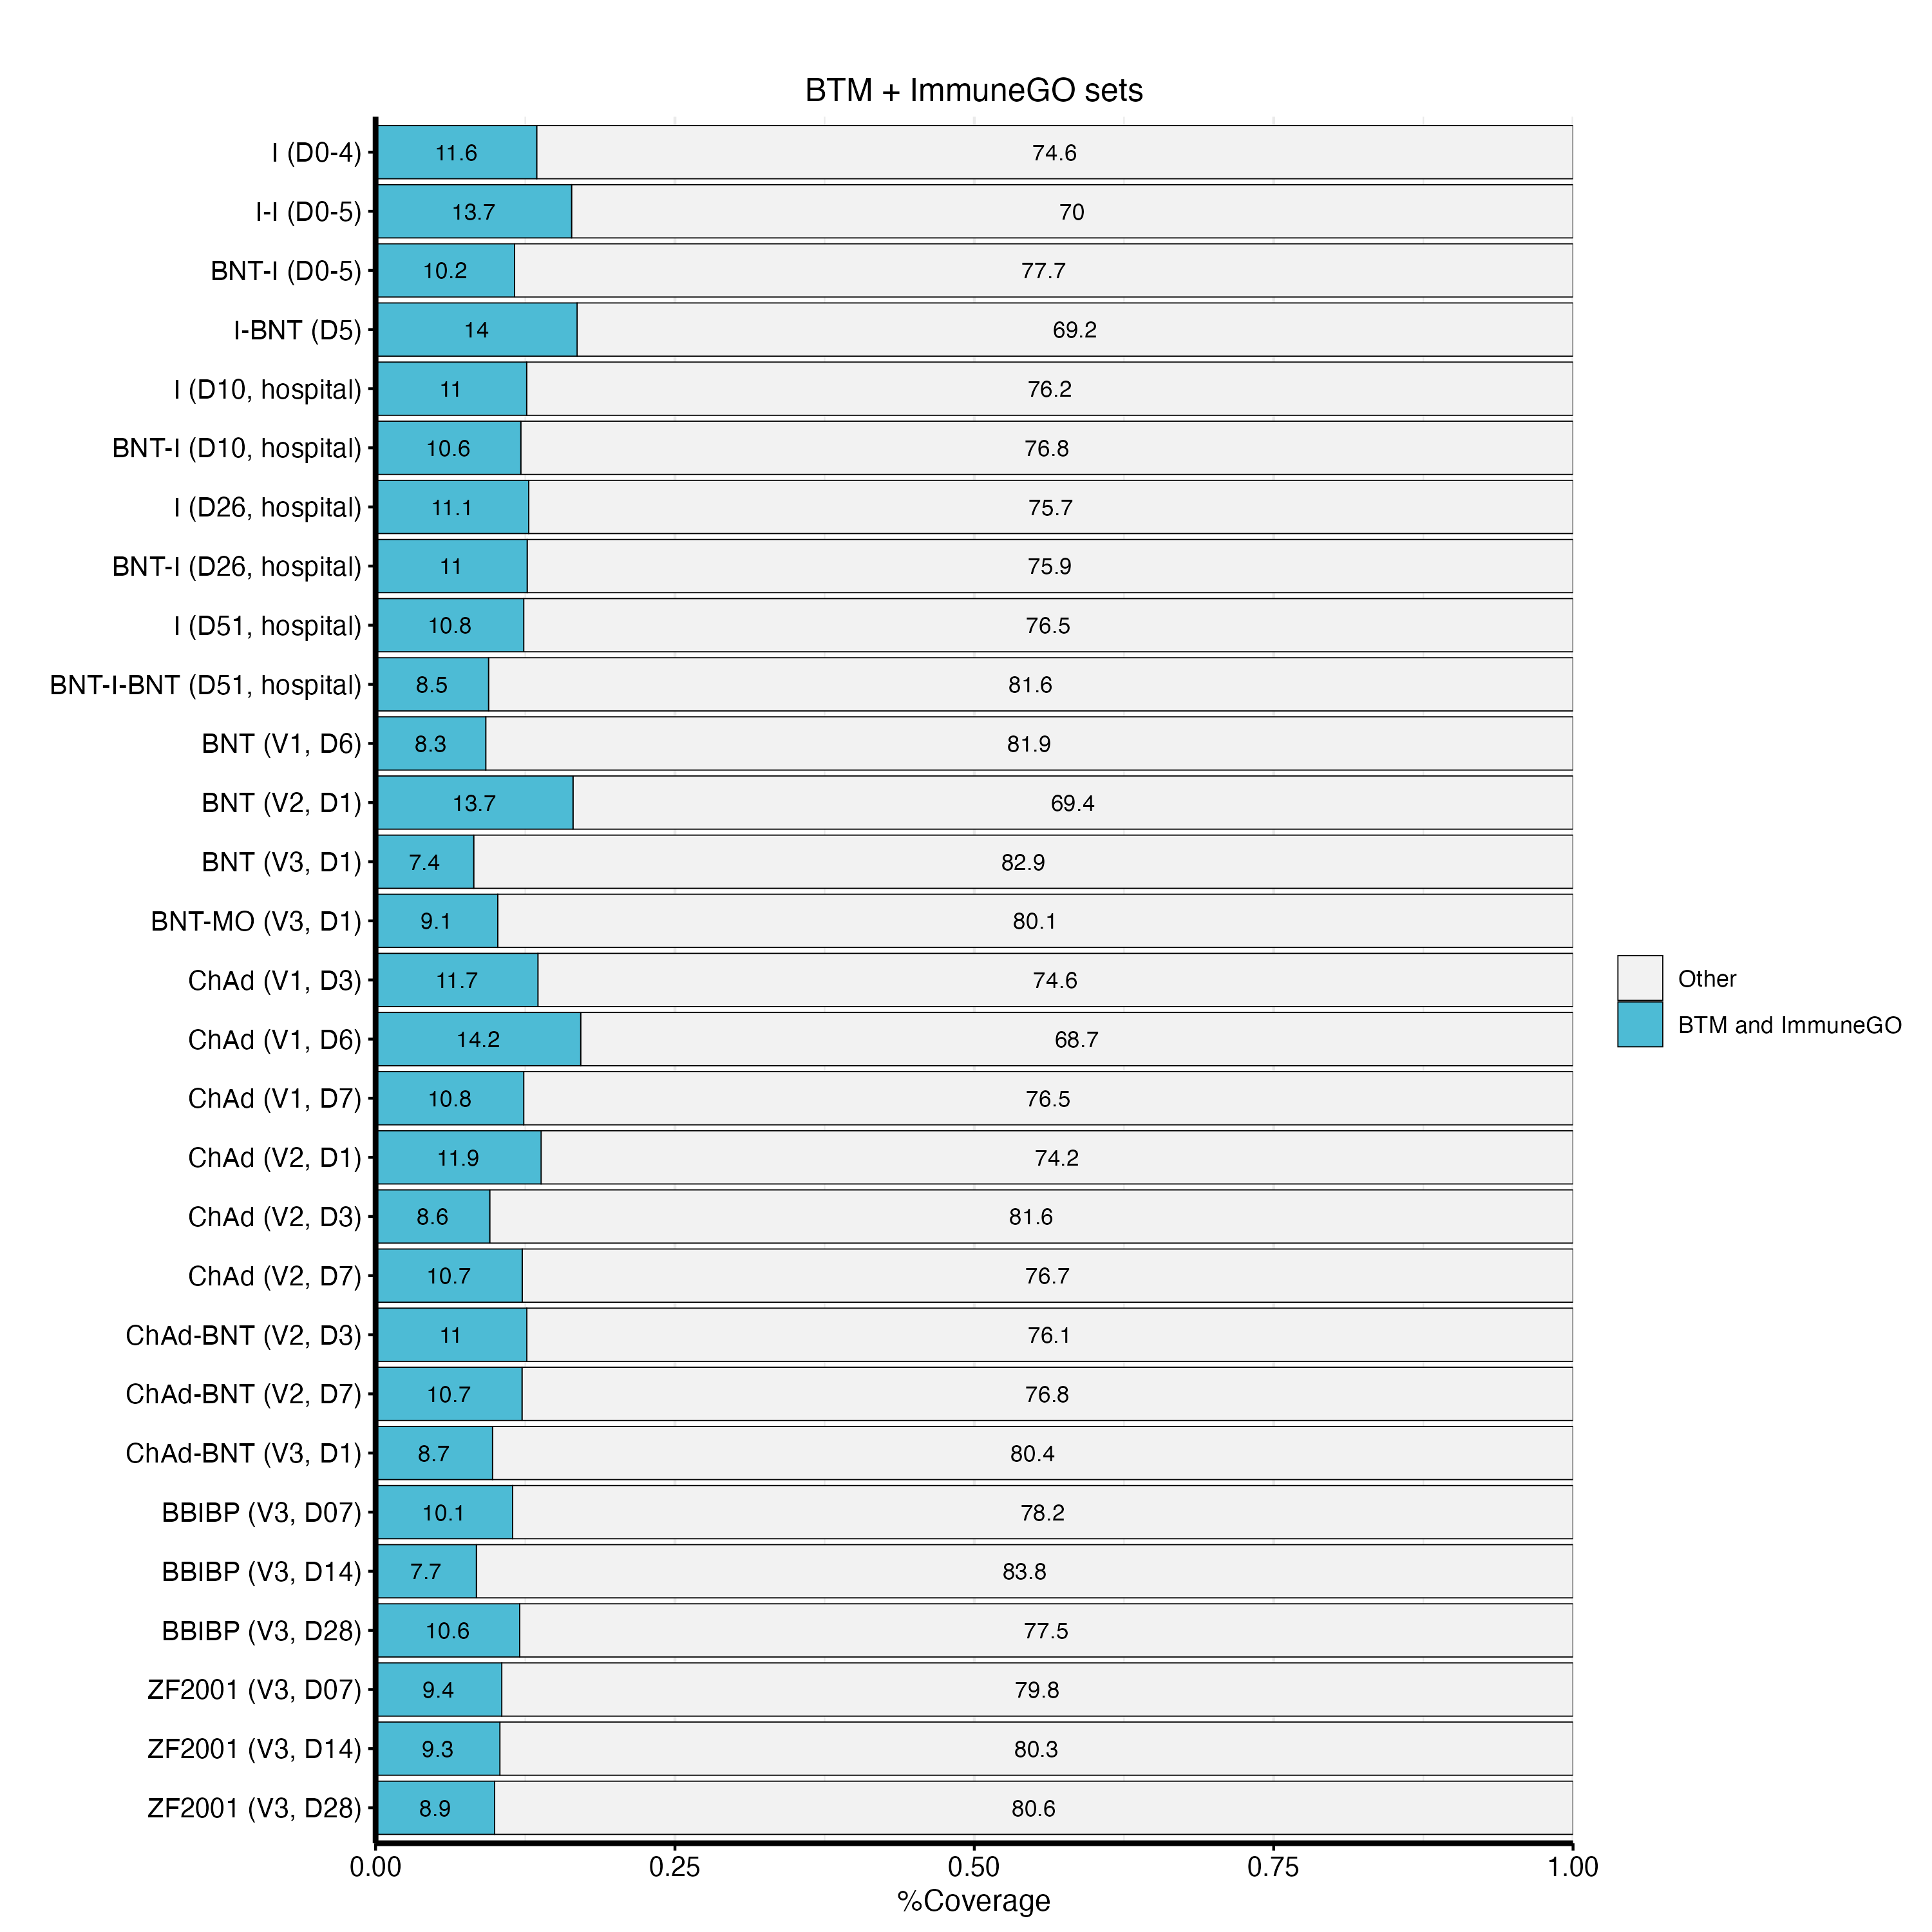 BTM + ImmuneGO sets
I (D0-4) 11.6 74.6
I-I (D0-5) 13.7 70
BNT-I (D0-5) 10.2 77.7
I-BNT (D5) 14 69.2
I (D10, hospital) 11 76.2
BNT-I (D10, hospital) 10.6 76.8
I (D26, hospital) 11.1 75.7
BNT-I (D26, hospital) 11 75.9
I (D51, hospital) 10.8 76.5
BNT-I-BNT (D51, hospital) 8.5 81.6
BNT (V1, D6) 8.3 81.9
BNT (V2, D1) 13.7 69.4
BNT (V3, D1) 7.4 82.9
BNT-MO (V3, D1) 9.1 80.1
ChAd (V1, D3) 11.7 74.6
ChAd (V1, D6) 14.2 68.7
ChAd (V1, D7) 10.8 76.5
ChAd (V2, D1) 11.9 74.2
ChAd (V2, D3) 8.6 81.6
ChAd (V2, D7) 10.7 76.7
ChAd-BNT (V2, D3) 11 76.1
ChAd-BNT (V2, D7) 10.7 76.8
ChAd-BNT (V3, D1) 8.7 80.4
BBIBP (V3, D07) 10.1 78.2
BBIBP (V3, D14) 7.7 83.8
BBIBP (V3, D28) 10.6 77.5
ZF2001 (V3, D07) 9.4 79.8
ZF2001 (V3, D14) 9.3 80.3
ZF2001 (V3, D28) 8.9 80.6
0.00 0.25 0.50 0.75 1.00
%Coverage
Other
BTM and ImmuneGO